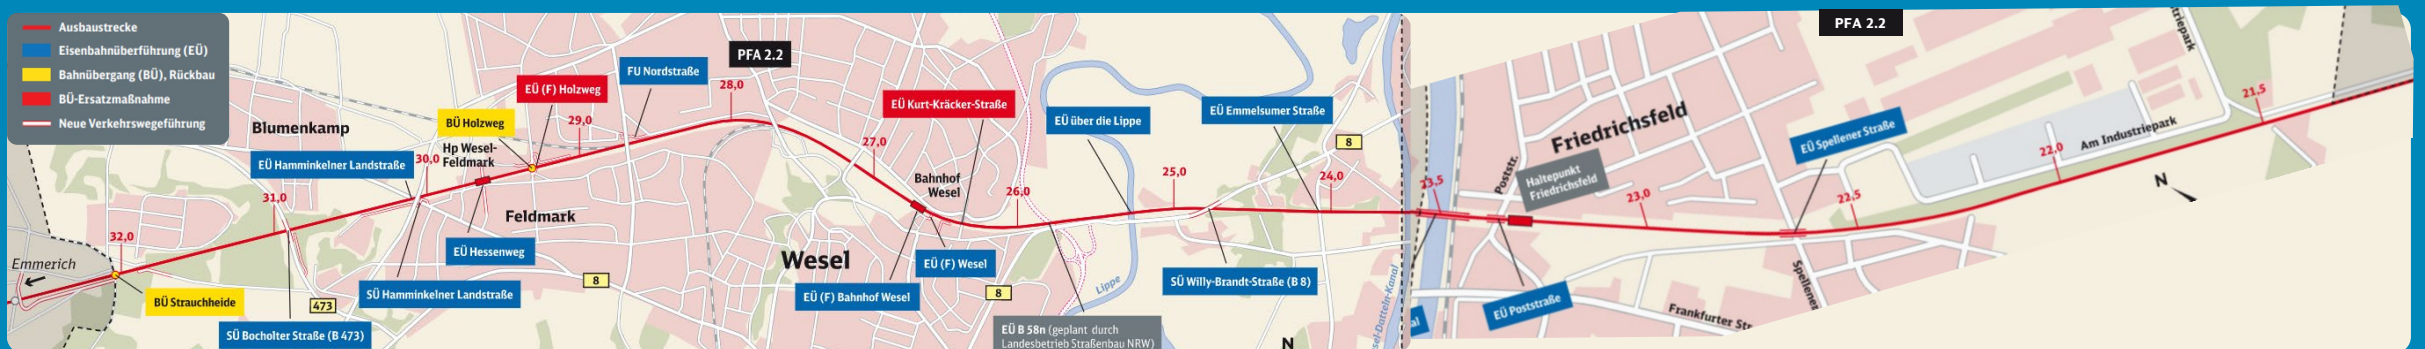 Ausbaustrecke
Eisenbahnüberführung (EÜ)
Bahnübergang (BÜ), Rückbau
BÜ-Ersatzmaßnahme
Neue Verkehrswegeführung
PFA 2.2
Blumenkamp
BÜ Holzweg
EÜ (F) Holzweg
FU Nordstraße
28,0
29,0
EÜ Hamminkelner Landstraße
30,0
Hp Wesel-
Feldmark
31,0
32,0
Emmerich
BÜ Strauchheide
Feldmark
EÜ Hessenweg
SÜ Hamminkelner Landstraße
473
SÜ Bocholter Straße (B 473)
8
27,0
EÜ Kurt-Kräcker-Straße
Bahnhof
Wesel
26,0
Wesel
EÜ (F) Wesel
EÜ (F) Bahnhof Wesel
8
EÜ B 58n (geplant durch
Landesbetrieb Straßenbau NRW)
EÜ über die Lippe
Lippe
25,0
EÜ Emmelsumer Straße
8
24,0
SÜ Willy-Brandt-Straße (B 8)
N
sel-Datteln-Kanal
PFA 2.2
23,5
al
Poststr.
Friedrichsfeld
Haltepunkt
Friedrichsfeld
23,0
EÜ Poststraße
EÜ Spellener Straße
22,5
Spellener
Frankfurter Str
22,0
Am Industriepark
striepark
21,5
N